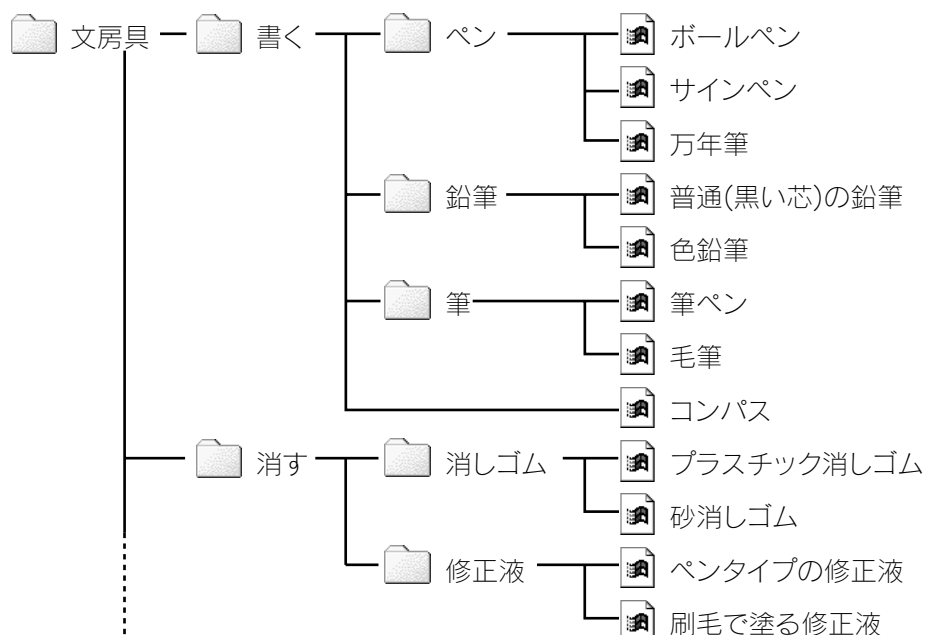 文房具 書く ペン ボールペン
サインペン
万年筆
鉛筆 普通(黒い芯)の鉛筆
色鉛筆
筆 筆ペン
毛筆
コンパス
消す 消しゴム プラスチック消しゴム
砂消しゴム
修正液 ペンタイプの修正液
刷毛で塗る修正液